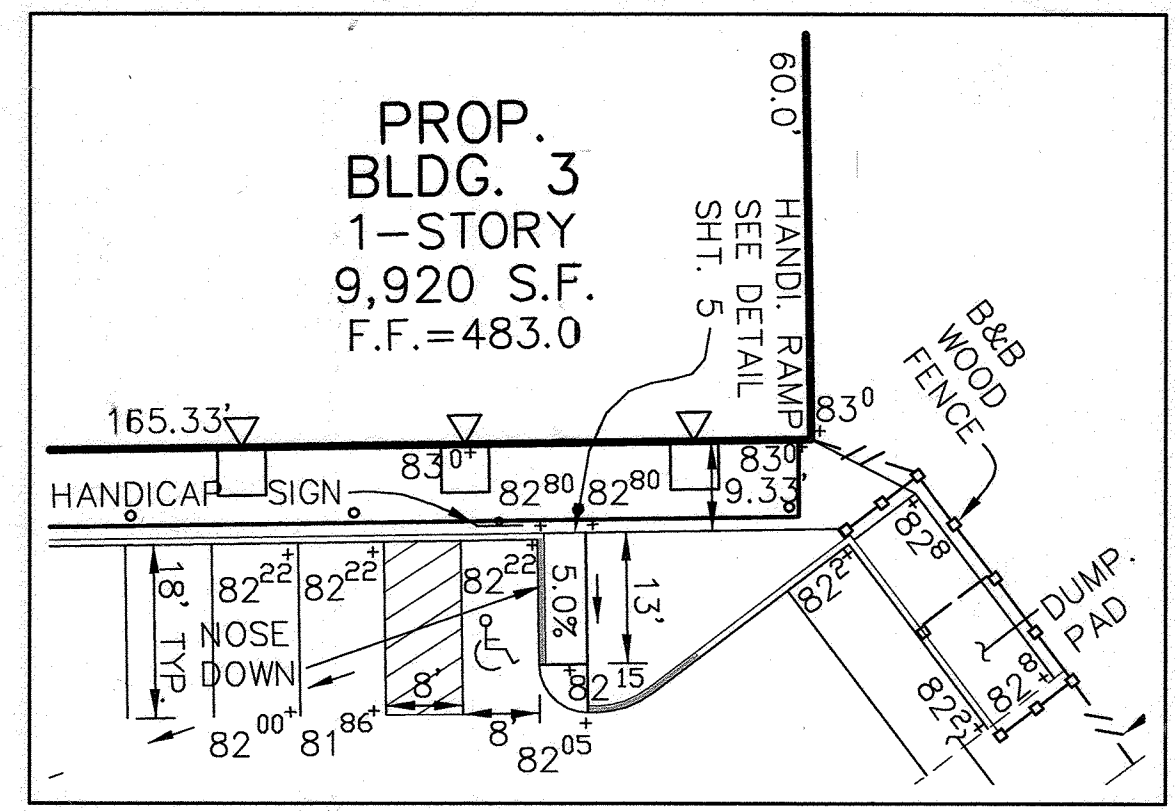 PROP.
BLDG. 3
1-STORY
9,920 S.F.
F.F.=483.0
60.0'
HANDI. RAMP
SEE DETAIL
SHT. 5
B&B
WOOD
FENCE
165.33'
83⁰
83⁰
83⁰
9.33'
HANDICAP SIGN
82⁸⁰
82⁸⁰
82²²
82²²
82²²
18' TYP.
NOSE
DOWN
5.0%
13'
82¹⁵
8'
8'
82⁰⁰
81⁸⁶
82⁰⁵
82²
82⁸
DUMP.
PAD
82⁸
82²